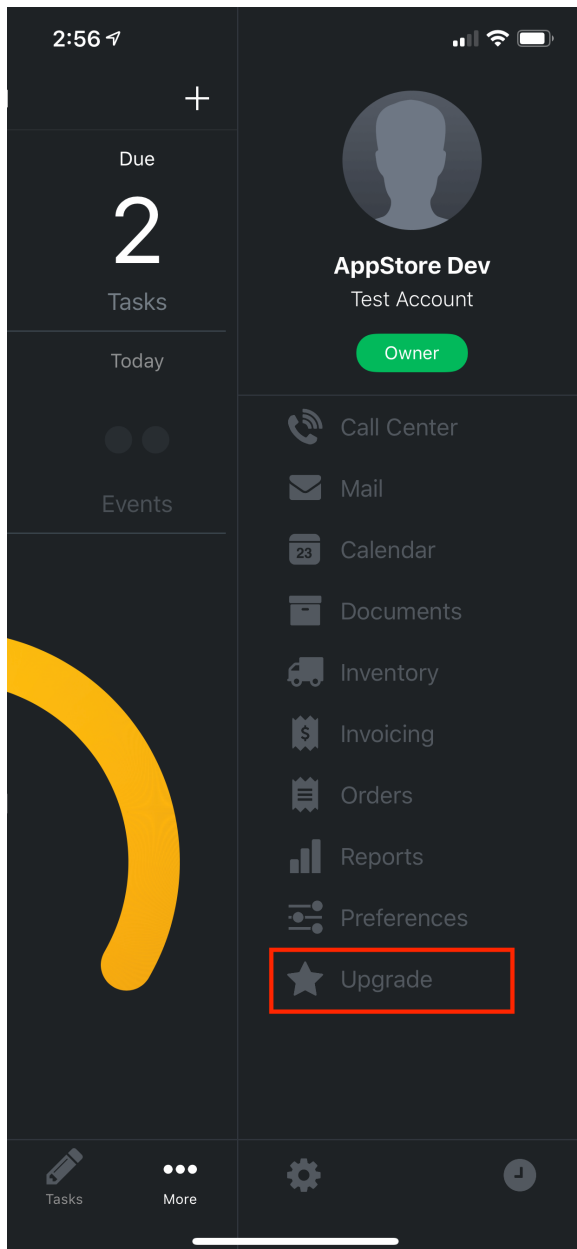 2:56
Due
2
Tasks
Today
Events
Tasks
More
AppStore Dev
Test Account
Owner
Call Center
Mail
23
Calendar
Documents
Inventory
$
Invoicing
Orders
Reports
Preferences
Upgrade